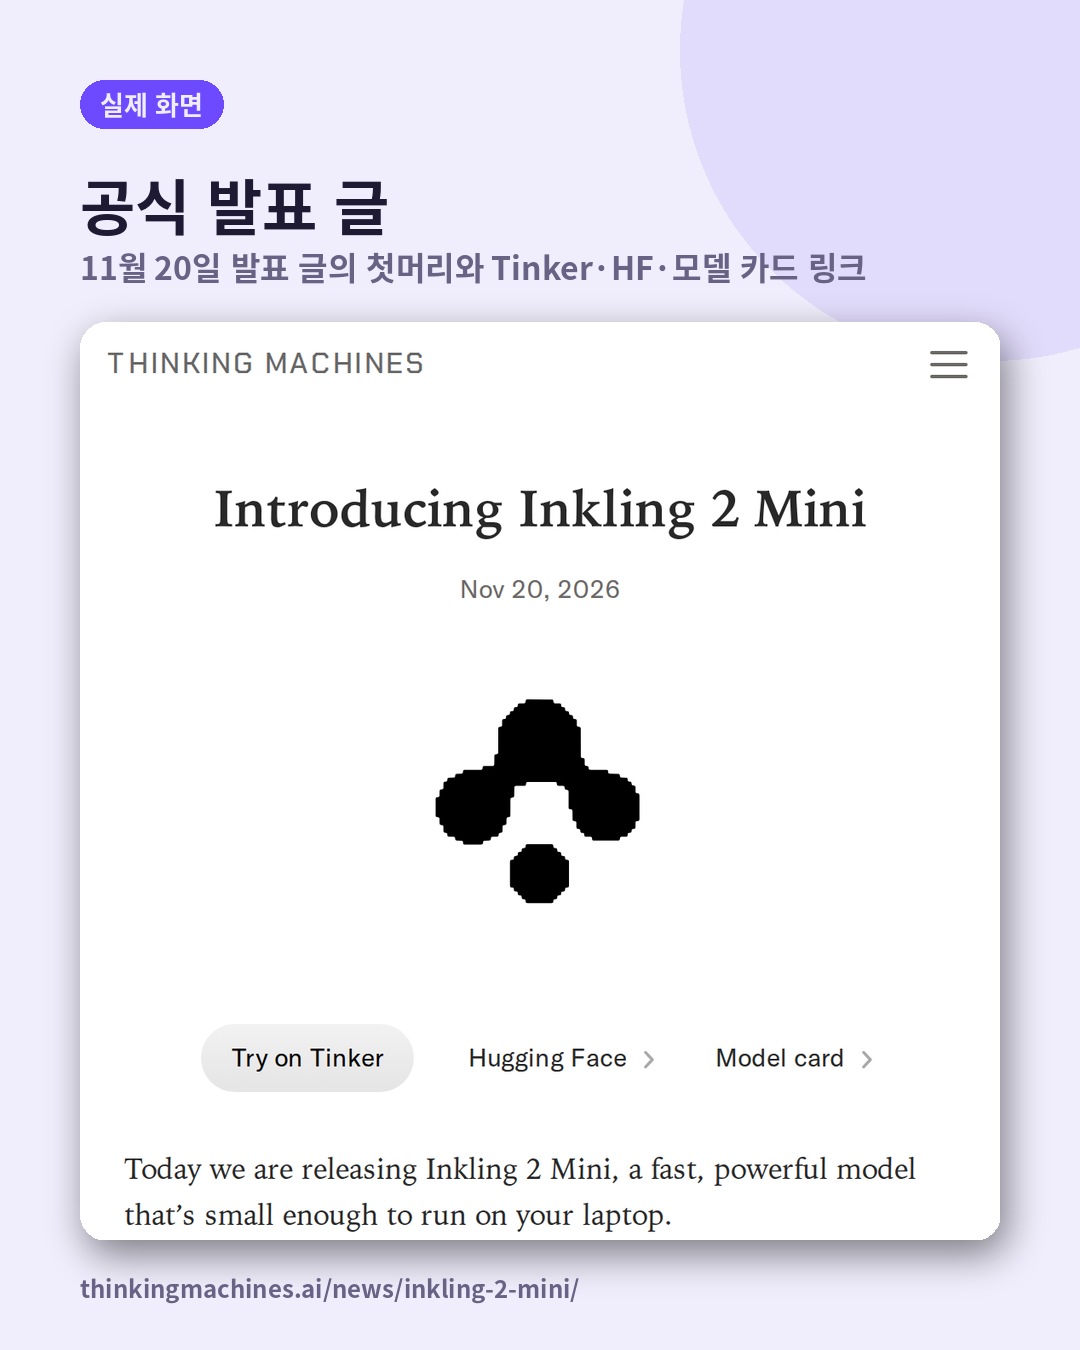 실제 화면
공식 발표 글
11월 20일 발표 글의 첫머리와 Tinker·HF·모델 카드 링크
THINKING MACHINES
Introducing Inkling 2 Mini
Nov 20, 2026
Try on Tinker
Hugging Face
Model card
Today we are releasing Inkling 2 Mini, a fast, powerful model
that’s small enough to run on your laptop.
thinkingmachines.ai/news/inkling-2-mini/